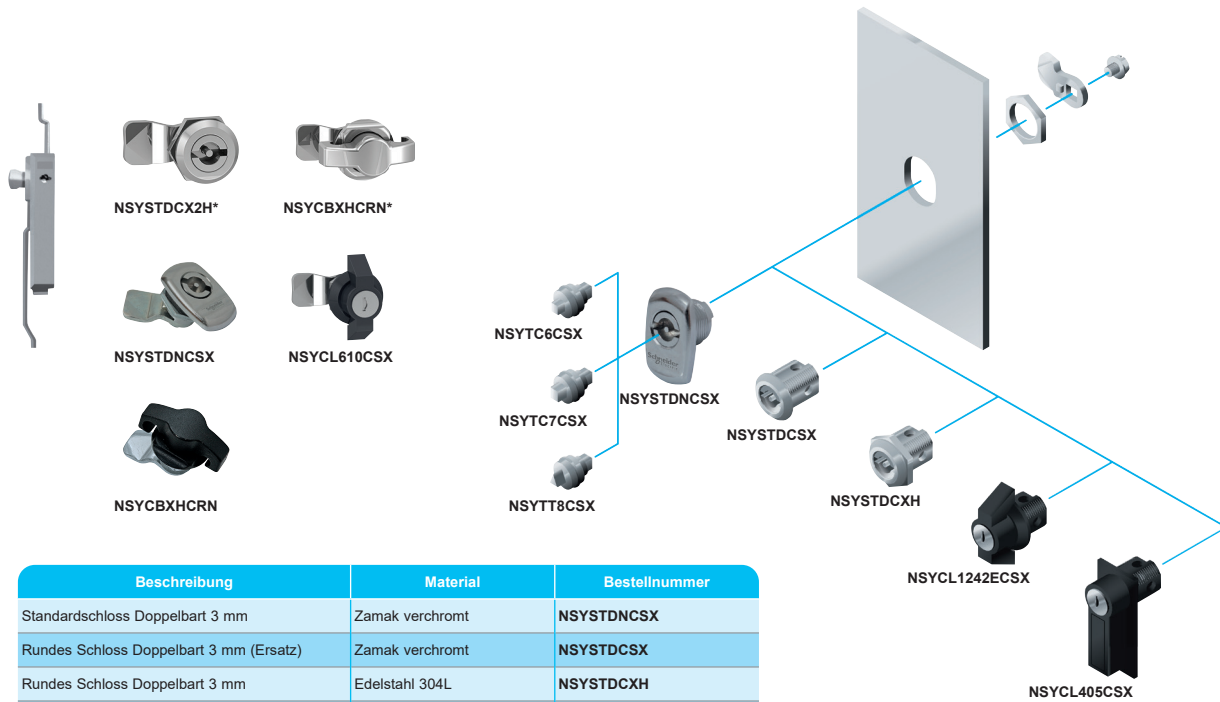 NSYSTDCX2H*
NSYCBXHCRN*
NSYSTDNCSX
NSYCL610CSX
NSYCBXHCRN
NSYTC6CSX
NSYTC7CSX
NSYTT8CSX
Schneider
NSYSTDNCSX
NSYSTDCSX
NSYSTDCXH
NSYCL1242ECSX
NSYCL405CSX
Beschreibung Material Bestellnummer
Standardschloss Doppelbart 3 mm Zamak verchromt NSYSTDNCSX
Rundes Schloss Doppelbart 3 mm (Ersatz) Zamak verchromt NSYSTDCSX
Rundes Schloss Doppelbart 3 mm Edelstahl 304L NSYSTDCXH